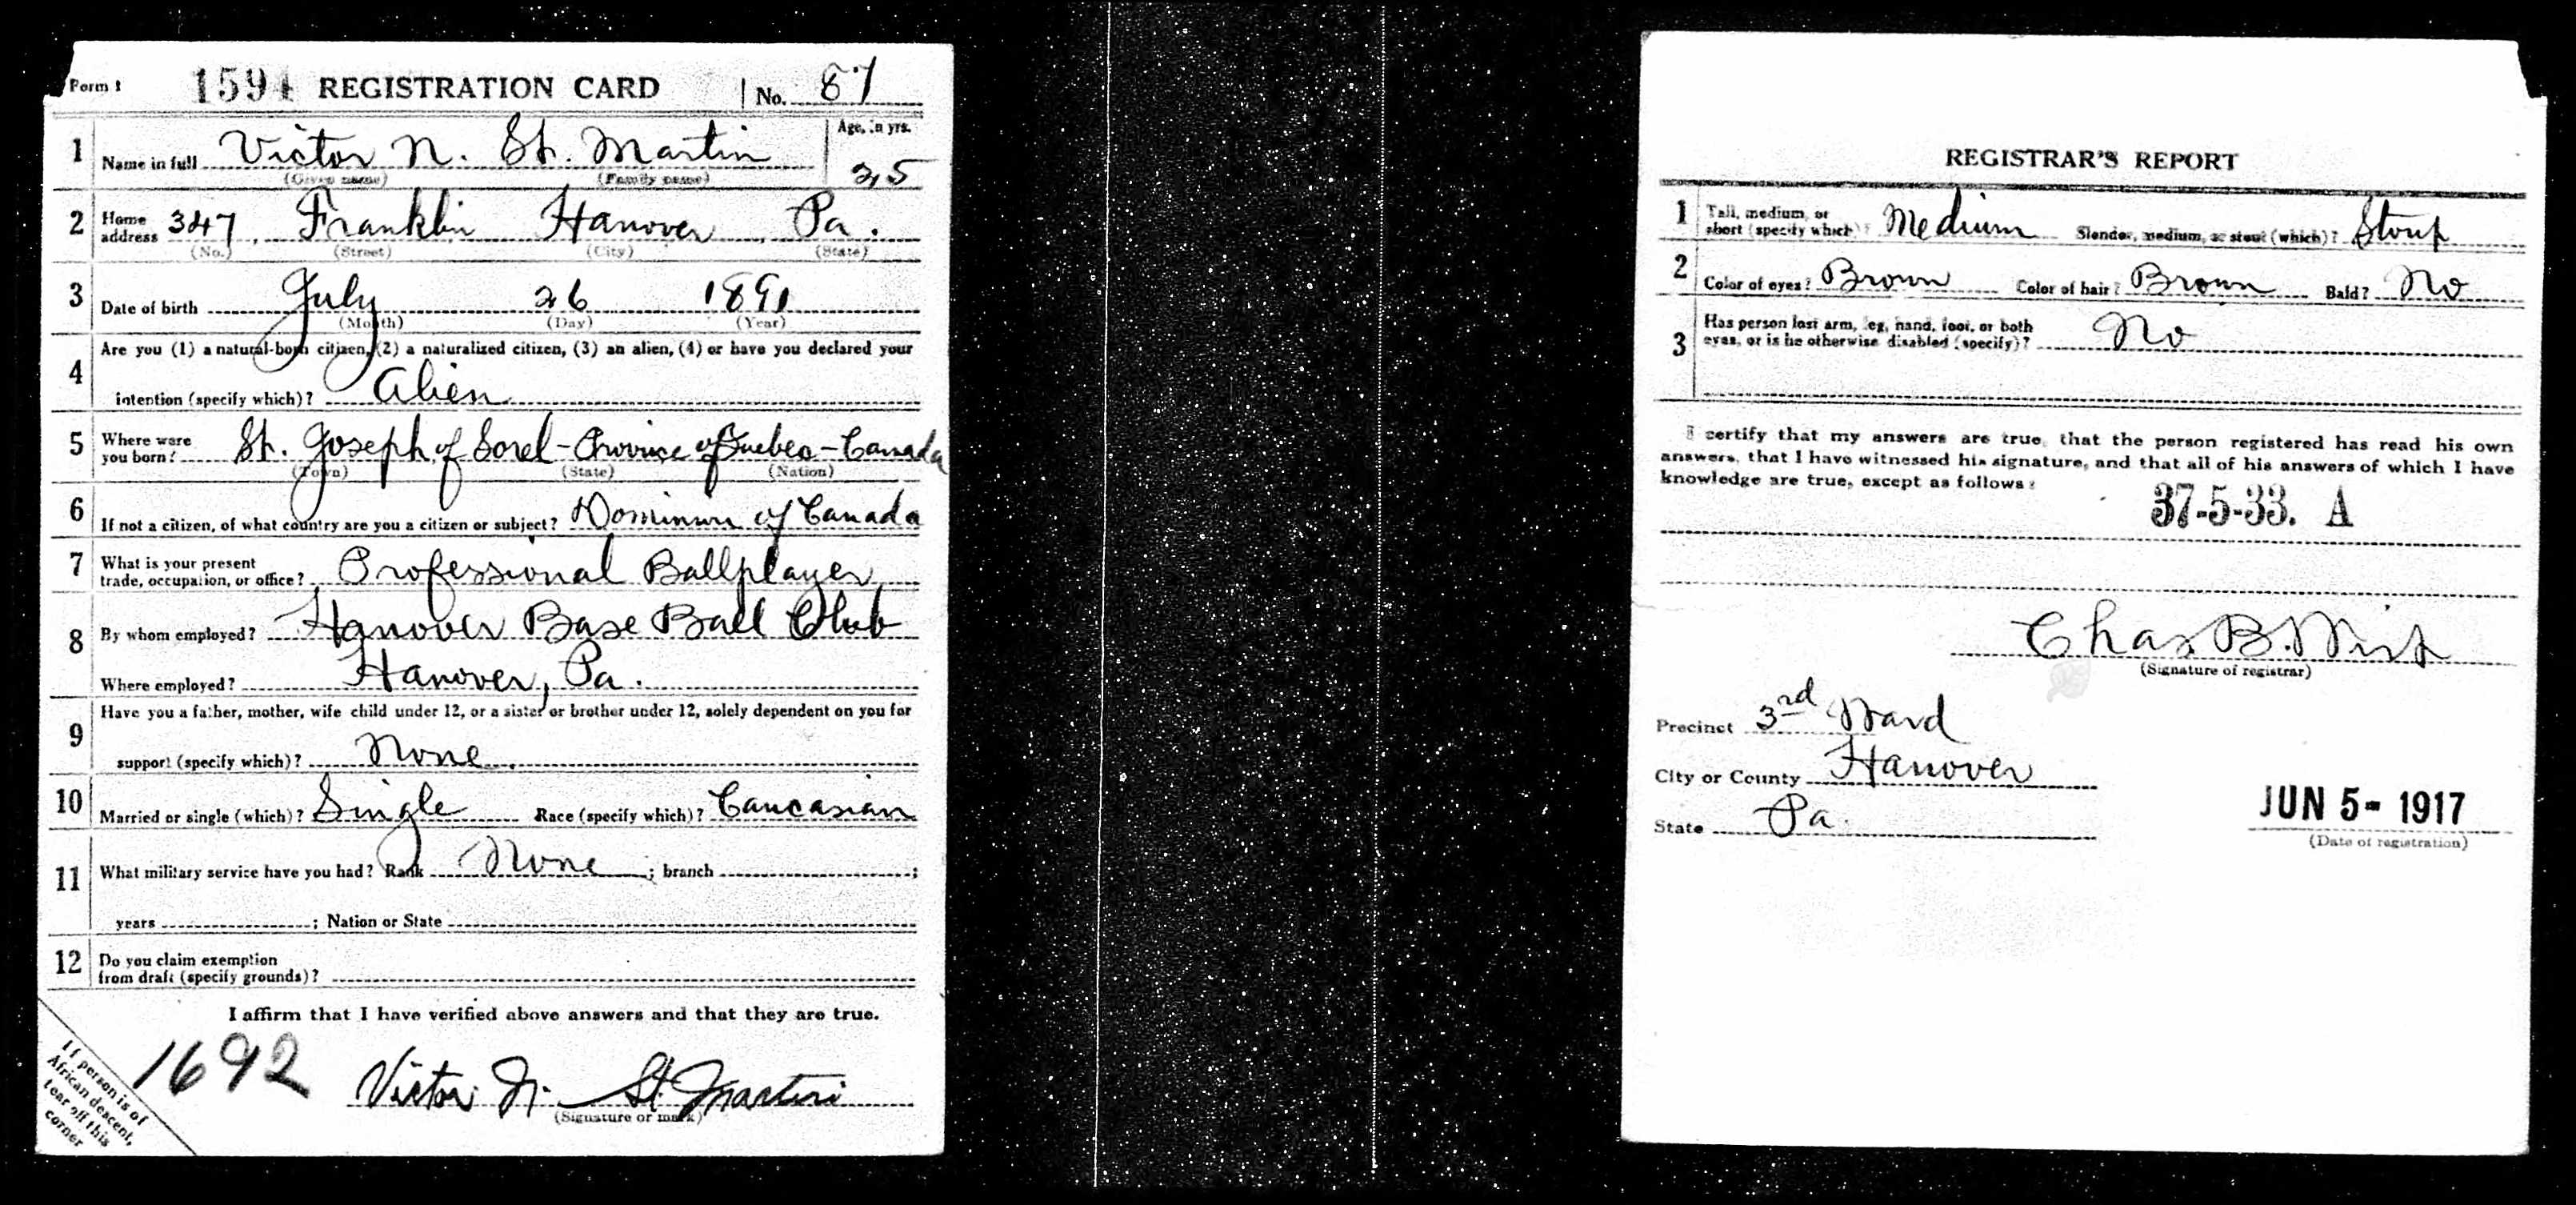 Form 1 1594 REGISTRATION CARD No. 87
1 Name in full Victor N. St. Martin Age, in yrs. 25
(Given name) (Family name)
2 Home address 347 Franklin Hanover Pa.
(No.) (Street) (City) (State)
3 Date of birth July 26 1891
(Month) (Day) (Year)
4 Are you (1) a natural-born citizen, (2) a naturalized citizen, (3) an alien, (4) or have you declared your
intention (specify which)? Alien
5 Where were you born? St. Joseph of Sorel - Province of Quebec - Canada
(Town) (State) (Nation)
6 If not a citizen, of what country are you a citizen or subject? Dominion of Canada
7 What is your present trade, occupation, or office? Professional Ballplayer
8 By whom employed? Hanover Base Ball Club
Where employed? Hanover, Pa.
9 Have you a father, mother, wife child under 12, or a sister or brother under 12, solely dependent on you for
support (specify which)? None.
10 Married or single (which)? Single Race (specify which)? Caucasian
11 What military service have you had? Rank None ; branch ;
years ; Nation or State
12 Do you claim exemption
from draft (specify grounds)?
I affirm that I have verified above answers and that they are true.
1692 Victor N. St. Martin
(Signature or mark)
If person is of
African descent,
tear off this
corner
REGISTRAR'S REPORT
1 Tall, medium, or short (specify which)? Medium Slender, medium, or stout (which)? Stout
2 Color of eyes? Brown Color of hair? Brown Bald? No
3 Has person lost arm, leg, hand, foot, or both
eyes, or is he otherwise disabled (specify)? No
I certify that my answers are true, that the person registered has read his own
answers, that I have witnessed his signature, and that all of his answers of which I have
knowledge are true, except as follows:
37-5-33. A
Chas. B.
(Signature of registrar)
Precinct 3rd Ward
City or County Hanover
State Pa.
JUN 5- 1917
(Date of registration)